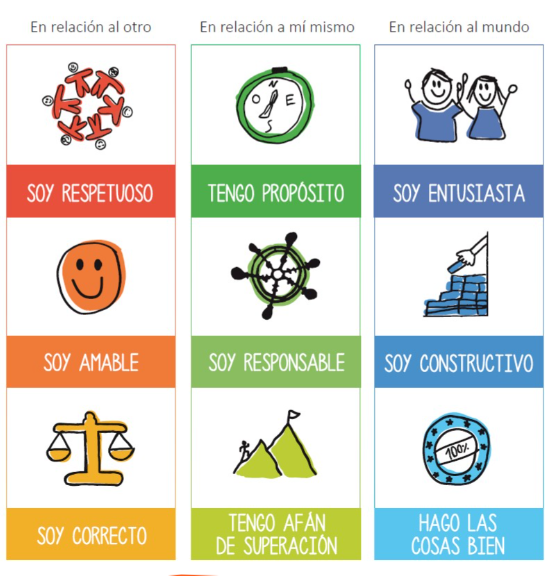 En relación al otro
En relación a mí mismo
En relación al mundo
N
O E
S
SOY RESPETUOSO
TENGO PROPÓSITO
SOY ENTUSIASTA
SOY AMABLE
SOY RESPONSABLE
SOY CONSTRUCTIVO
100%
SOY CORRECTO
TENGO AFÁN
DE SUPERACIÓN
HAGO LAS
COSAS BIEN